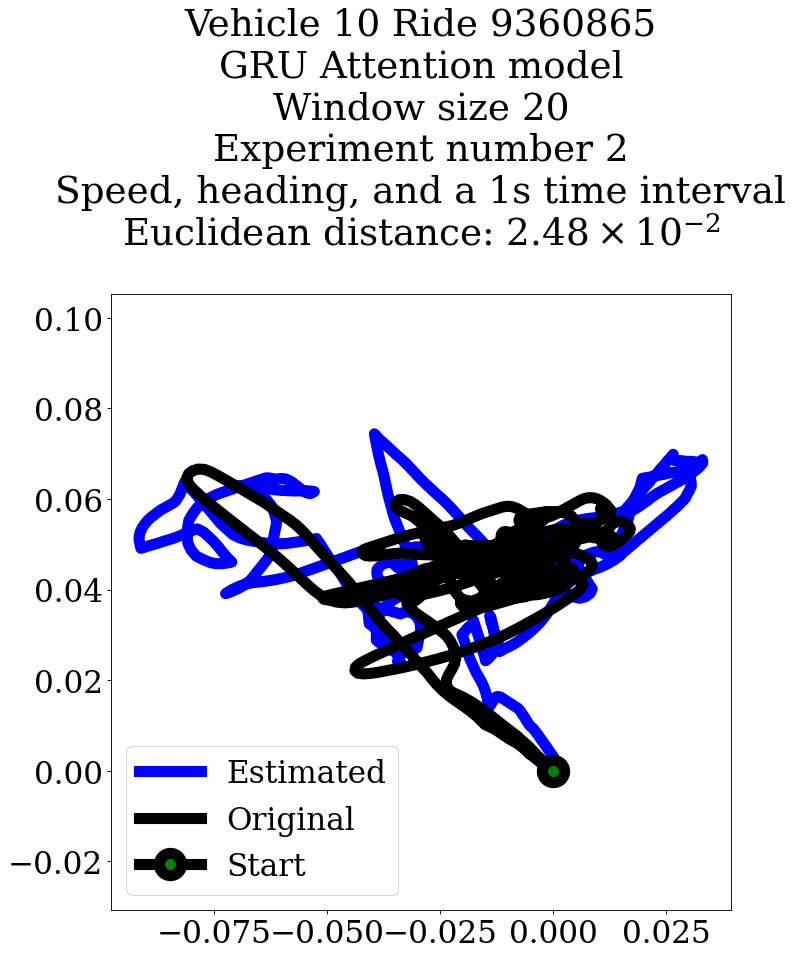 Vehicle 10 Ride 9360865
GRU Attention model
Window size 20
Experiment number 2
Speed, heading, and a 1s time interval
Euclidean distance: 2.48 × 10⁻²
0.10
0.08
0.06
0.04
0.02
0.00
−0.02
Estimated
Original
Start
−0.075 −0.050 −0.025 0.000 0.025